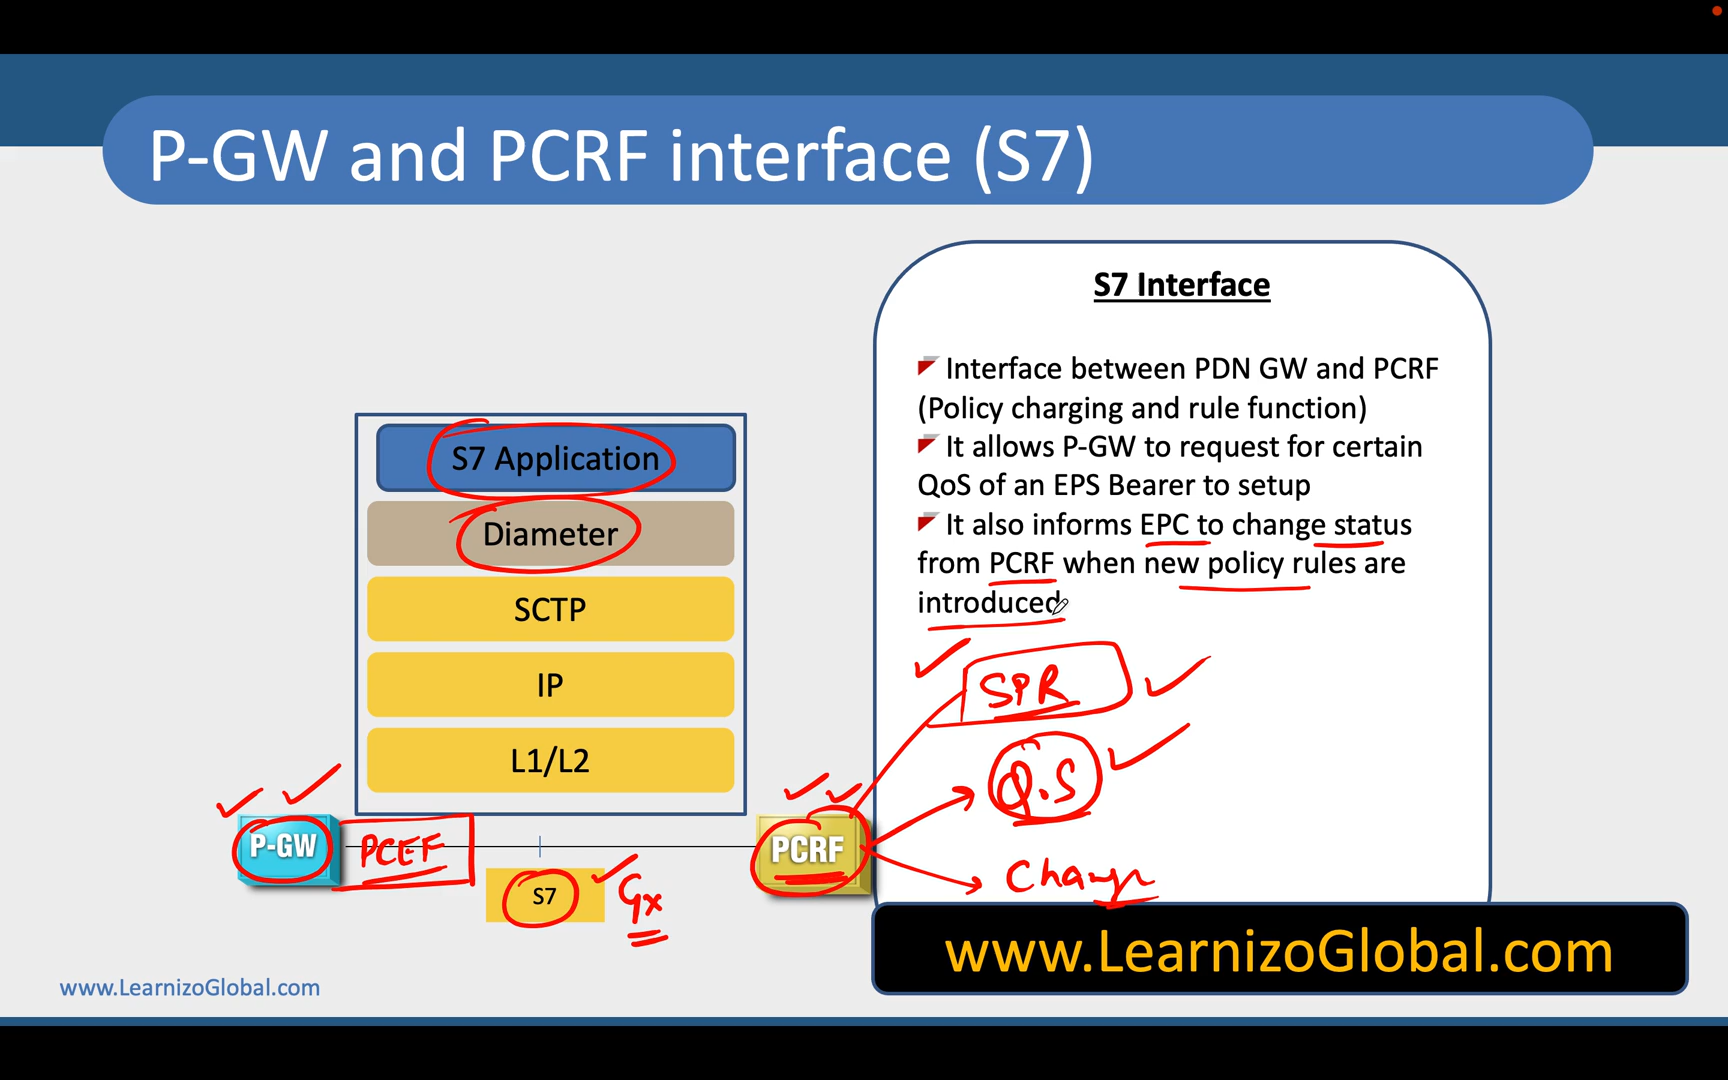 P-GW and PCRF interface (S7)
S7 Interface
Interface between PDN GW and PCRF
(Policy charging and rule function)
It allows P-GW to request for certain
QoS of an EPS Bearer to setup
It also informs EPC to change status
from PCRF when new policy rules are
introduced
S7 Application
Diameter
SCTP
IP
L1/L2
SPR
Q.S
Change
P-GW
PCEF
PCRF
S7
Gx
www.LearnizoGlobal.com
www.LearnizoGlobal.com